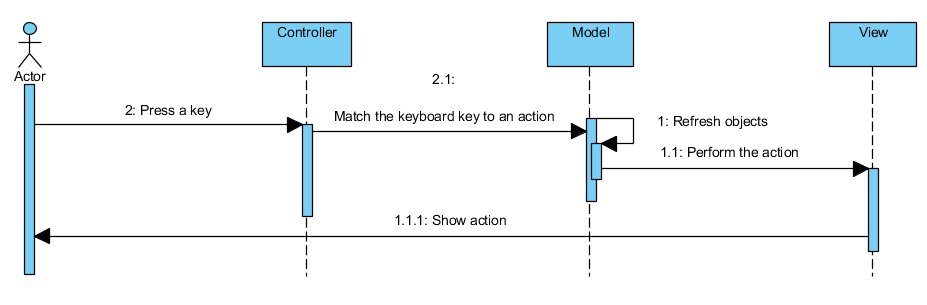 Controller
Model
View
Actor
2.1:
2: Press a key
Match the keyboard key to an action
1: Refresh objects
1.1: Perform the action
1.1.1: Show action